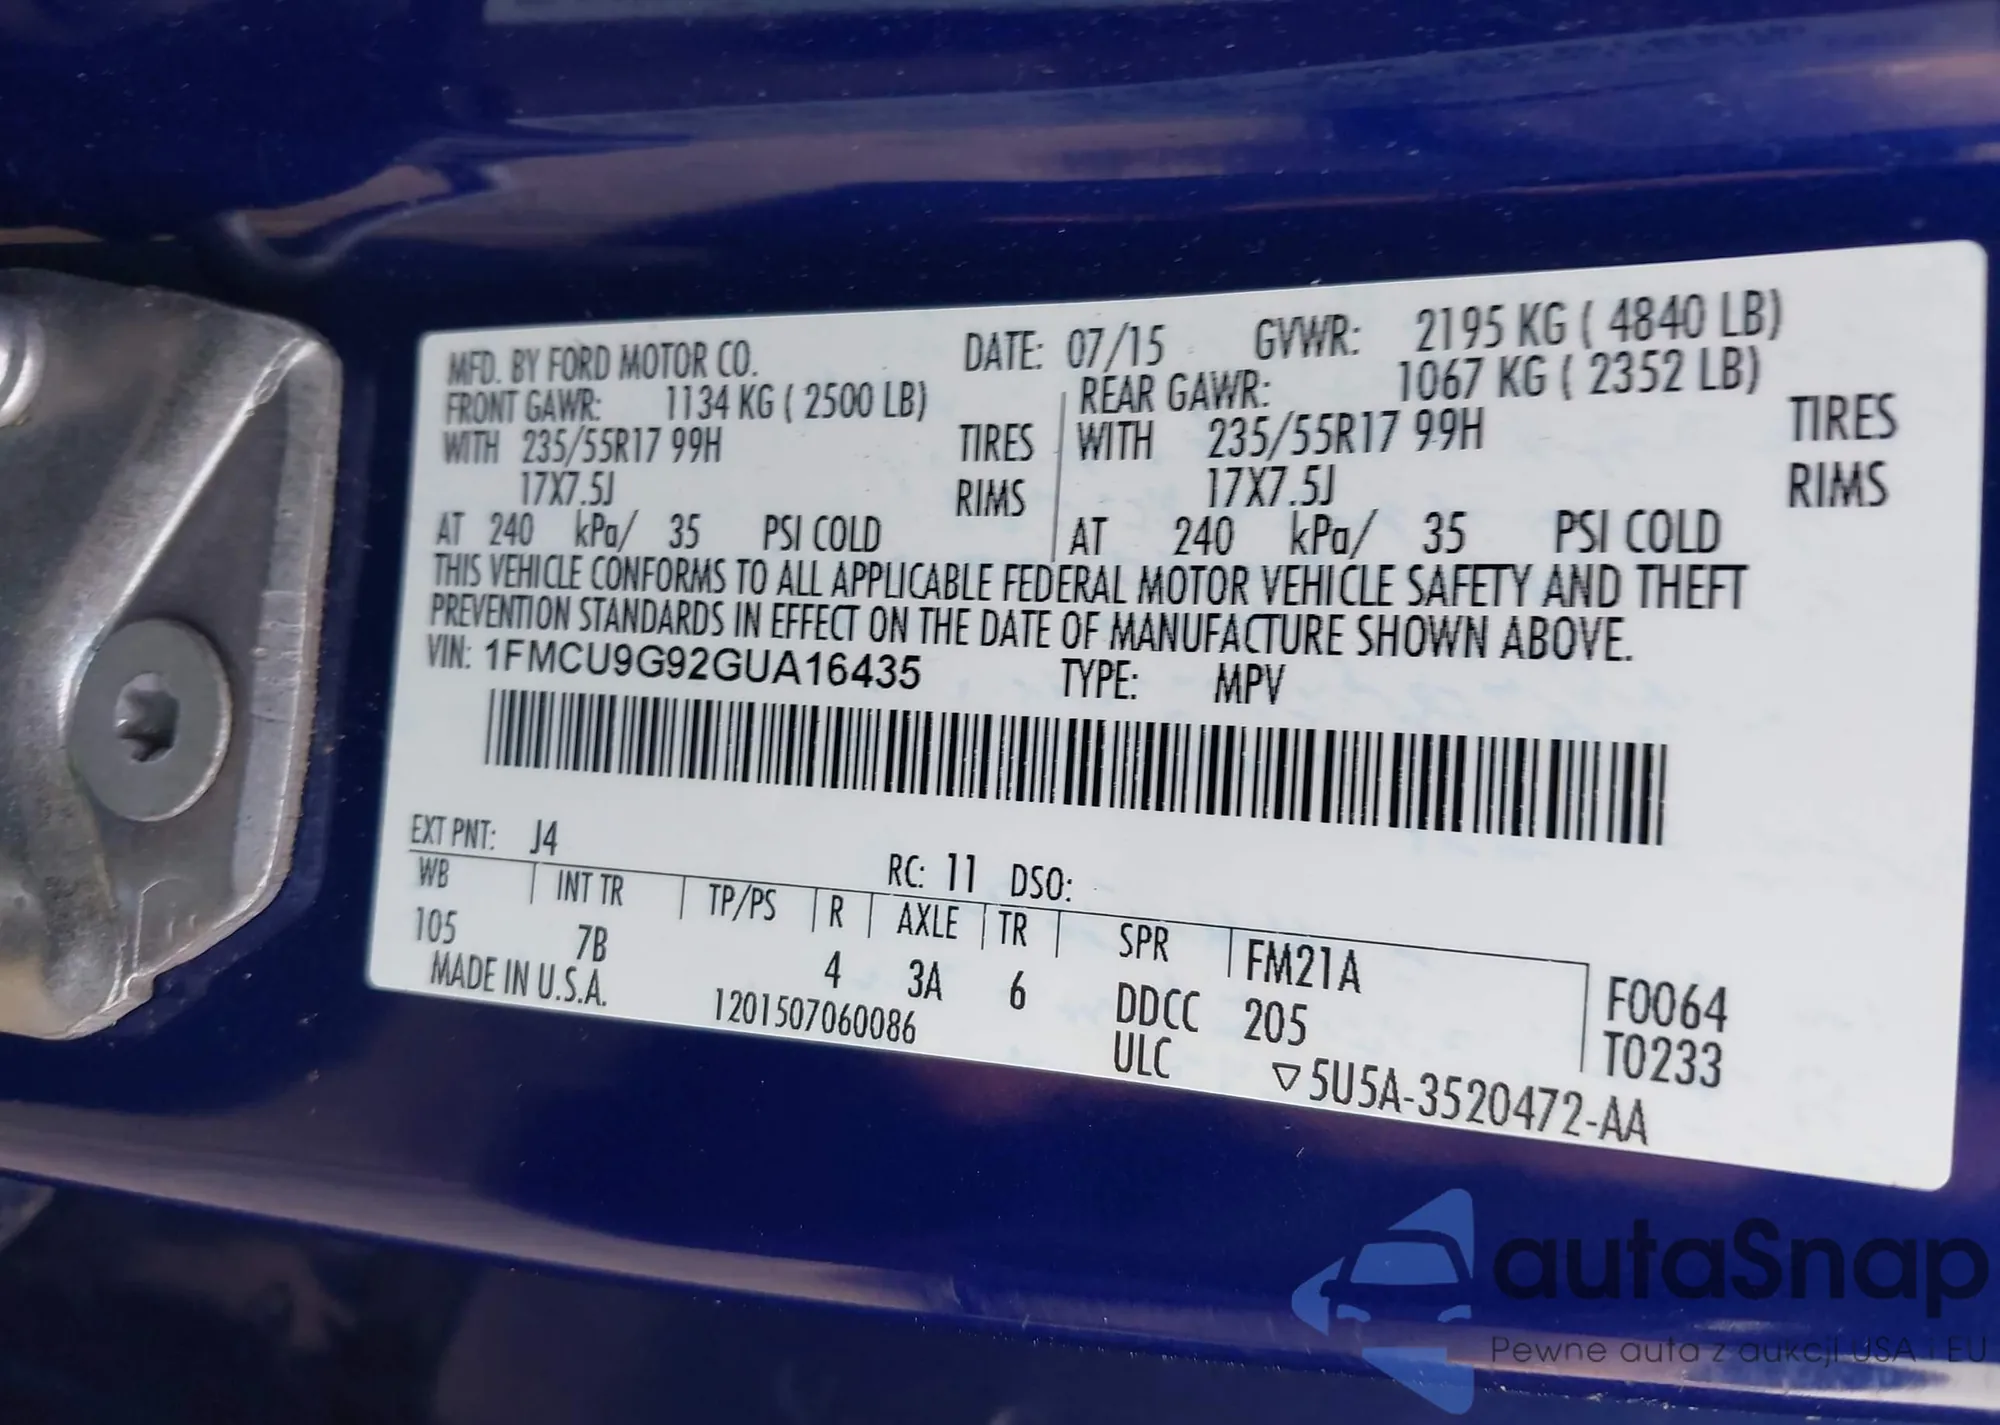 MFD. BY FORD MOTOR CO. DATE: 07/15 GVWR: 2195 KG ( 4840 LB)
FRONT GAWR: 1134 KG ( 2500 LB) REAR GAWR: 1067 KG ( 2352 LB)
WITH 235/55R17 99H TIRES WITH 235/55R17 99H TIRES
17X7.5J RIMS 17X7.5J RIMS
AT 240 kPa/ 35 PSI COLD AT 240 kPa/ 35 PSI COLD
THIS VEHICLE CONFORMS TO ALL APPLICABLE FEDERAL MOTOR VEHICLE SAFETY AND THEFT
PREVENTION STANDARDS IN EFFECT ON THE DATE OF MANUFACTURE SHOWN ABOVE.
VIN: 1FMCU9G92GUA16435 TYPE: MPV
EXT PNT: J4 RC: 11 DSO:
WB INT TR TP/PS R AXLE TR SPR FM21A F0064
105 7B 4 3A 6 DDCC 205 T0233
MADE IN U.S.A. 1201507060086 ULC ▽5U5A-3520472-AA
autaSnap
Pewne auta z aukcji USA i EU